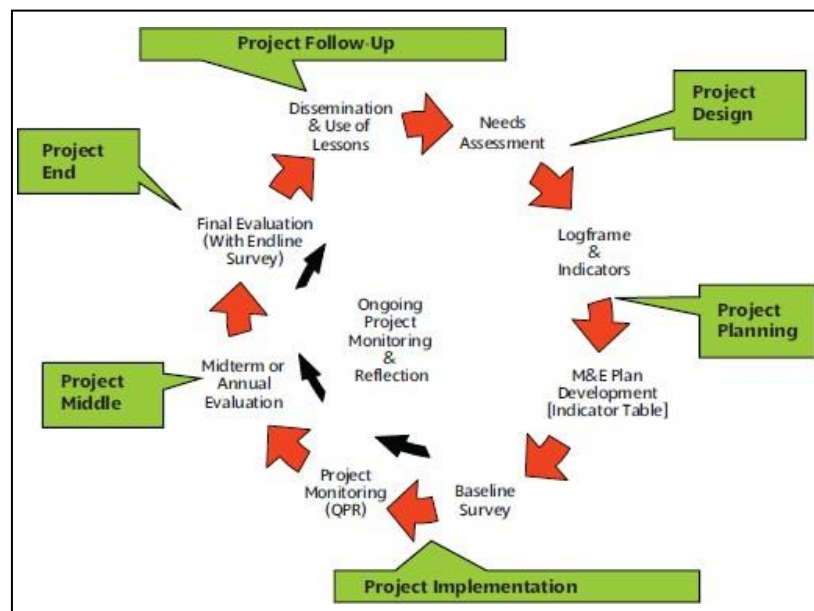 Project Follow-Up
Dissemination
& Use of
Lessons
Needs
Assessment
Project
Design
Project
End
Final Evaluation
(With Endline
Survey)
Logframe
&
Indicators
Ongoing
Project
Monitoring
&
Reflection
Project
Planning
Project
Middle
Midterm or
Annual
Evaluation
M&E Plan
Development
[Indicator Table]
Project
Monitoring
(QPR)
Baseline
Survey
Project Implementation